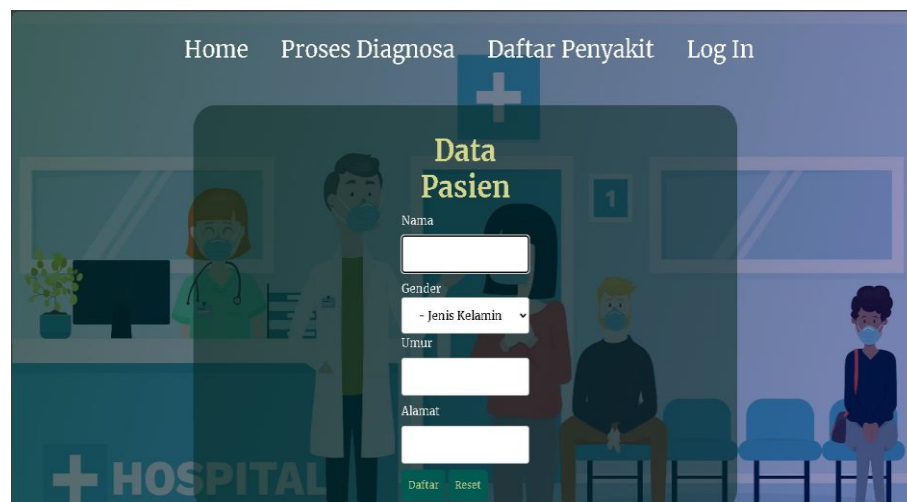 Home Proses Diagnosa Daftar Penyakit Log In
Data
Pasien
1
Nama
Gender
- Jenis Kelamin
Umur
Alamat
Daftar Reset
HOSPITAL